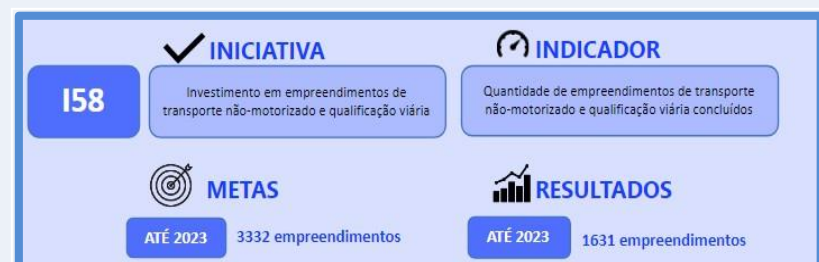 INICIATIVA
INDICADOR
I58
Investimento em empreendimentos de
transporte não-motorizado e qualificação viária
Quantidade de empreendimentos de transporte
não-motorizado e qualificação viária concluídos
METAS
RESULTADOS
ATÉ 2023
3332 empreendimentos
ATÉ 2023
1631 empreendimentos